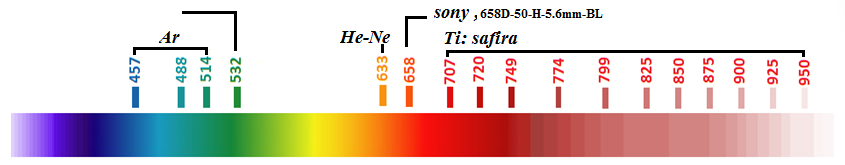 sony ,658D-50-H-5.6mm-BL
Ar He-Ne Ti: safira
457 488 514 532 633 658 707 720 749 774 799 825 850 875 900 925 950